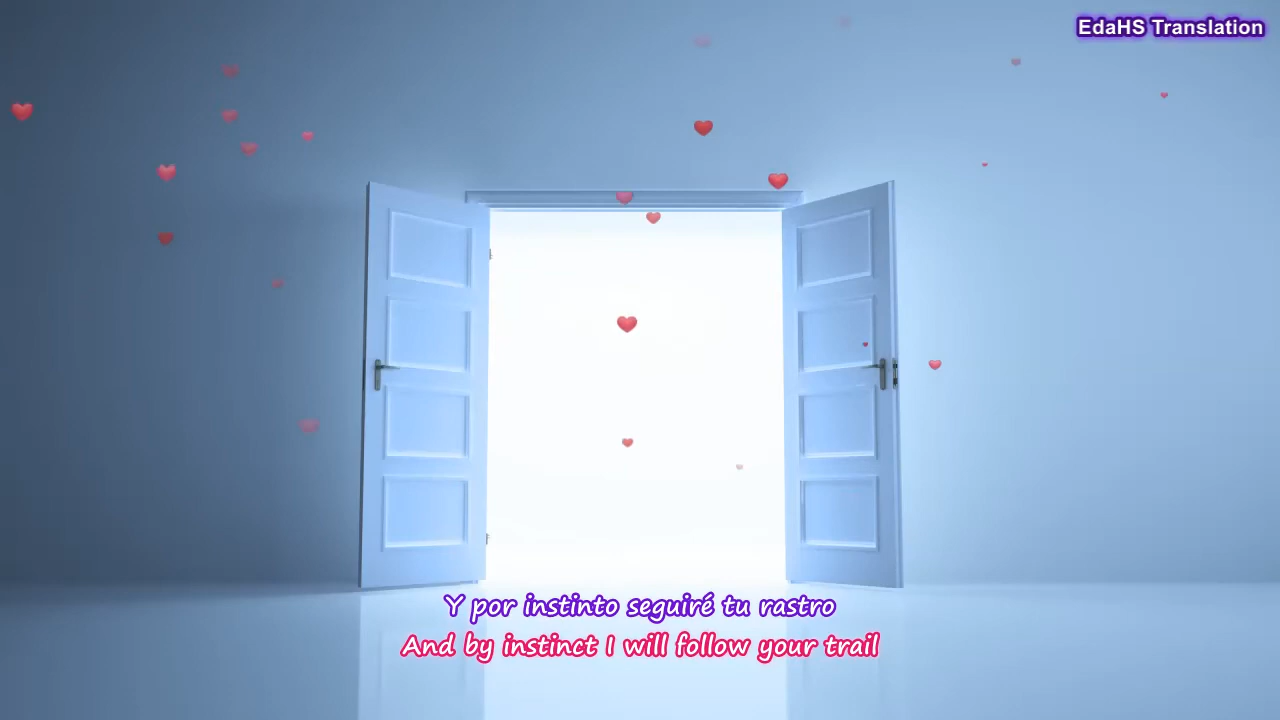 EdaHS Translation
Y por instinto seguiré tu rastro
And by instinct I will follow your trail